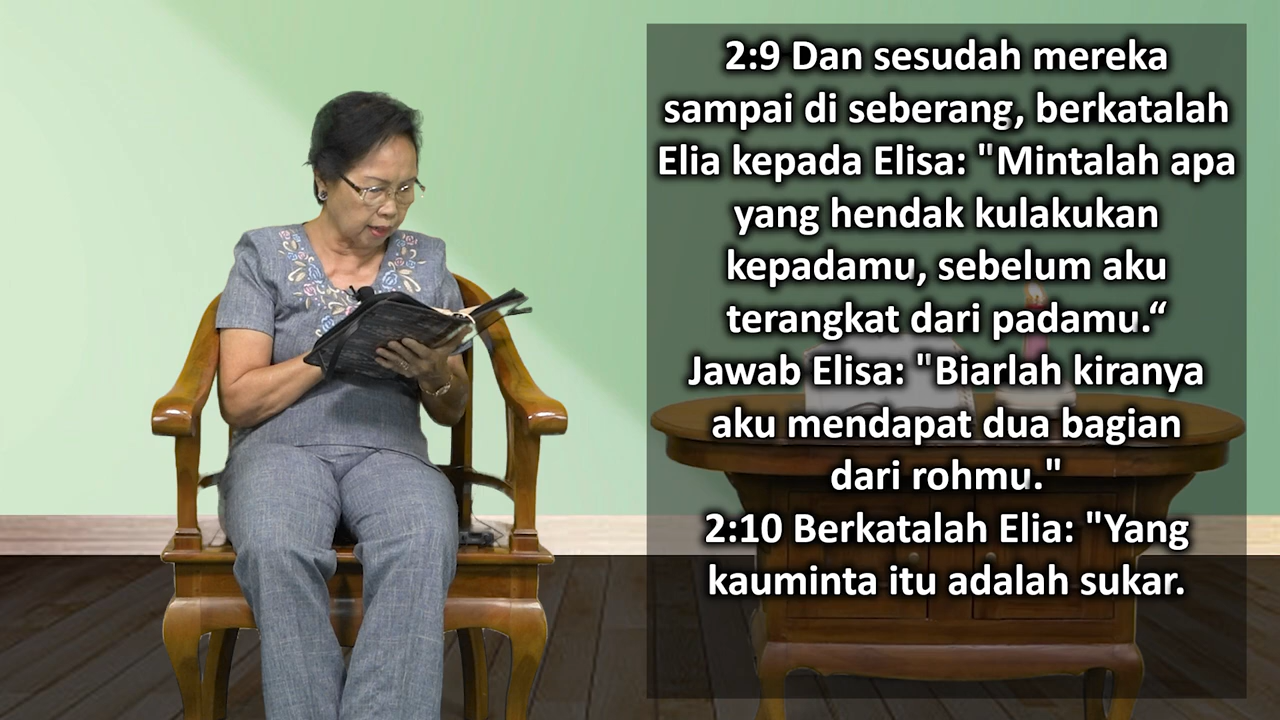 2:9 Dan sesudah mereka
sampai di seberang, berkatalah
Elia kepada Elisa: "Mintalah apa
yang hendak kulakukan
kepadamu, sebelum aku
terangkat dari padamu.“
Jawab Elisa: "Biarlah kiranya
aku mendapat dua bagian
dari rohmu."
2:10 Berkatalah Elia: "Yang
kauminta itu adalah sukar.